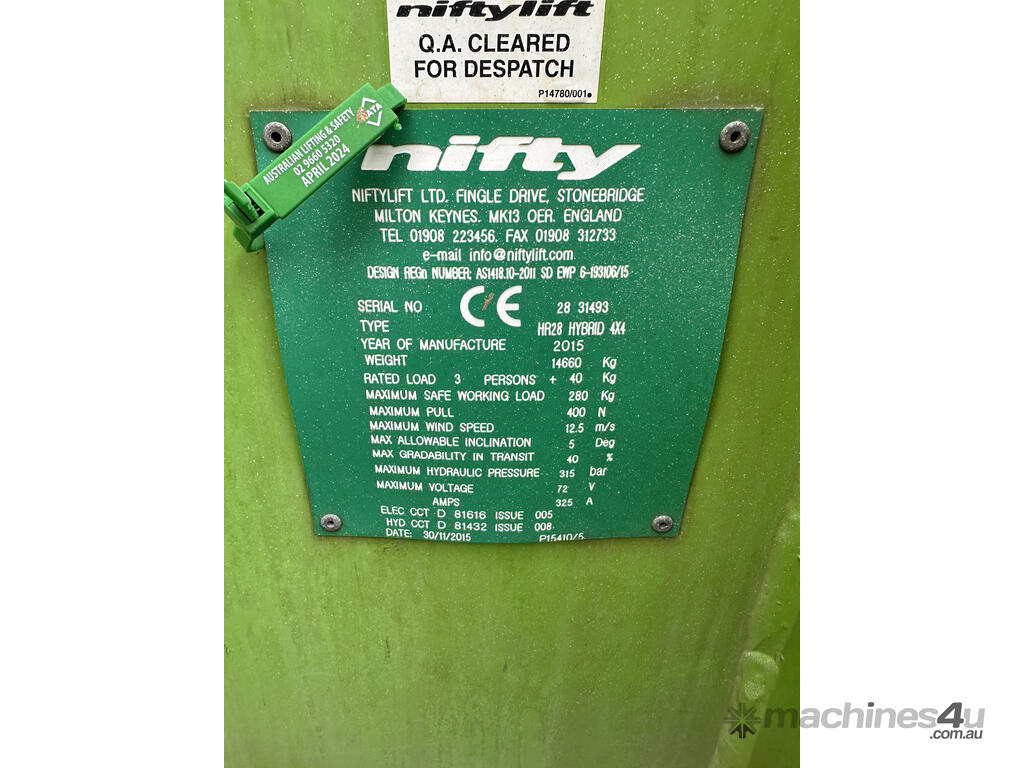 niftylift
Q.A. CLEARED
FOR DESPATCH
P14780/001
AUSTRALIAN LIFTING & SAFETY
02 9660 5320
APRIL 2024
nifty
NIFTYLIFT LTD. FINGLE DRIVE, STONEBRIDGE
MILTON KEYNES. MK13 OER. ENGLAND
TEL 01908 223456. FAX 01908 312733
e-mail info@niftylift.com
DESIGN REGn NUMBER: AS1418.10-2011 SD EWP 6-193106/15
CE
SERIAL NO 28 31493
TYPE HR28 HYBRID 4X4
YEAR OF MANUFACTURE 2015
WEIGHT 14660 Kg
RATED LOAD 3 PERSONS + 40 Kg
MAXIMUM SAFE WORKING LOAD 280 Kg
MAXIMUM PULL 400 N
MAXIMUM WIND SPEED 12.5 m/s
MAX ALLOWABLE INCLINATION 5 Deg
MAX GRADABILITY IN TRANSIT 40 %
MAXIMUM HYDRAULIC PRESSURE 315 bar
MAXIMUM VOLTAGE 72 V
AMPS 325 A
ELEC CCT D 81616 ISSUE 005
HYD CCT D 81432 ISSUE 008
DATE: 30/11/2015 P15410/5
machines4u
.com.au